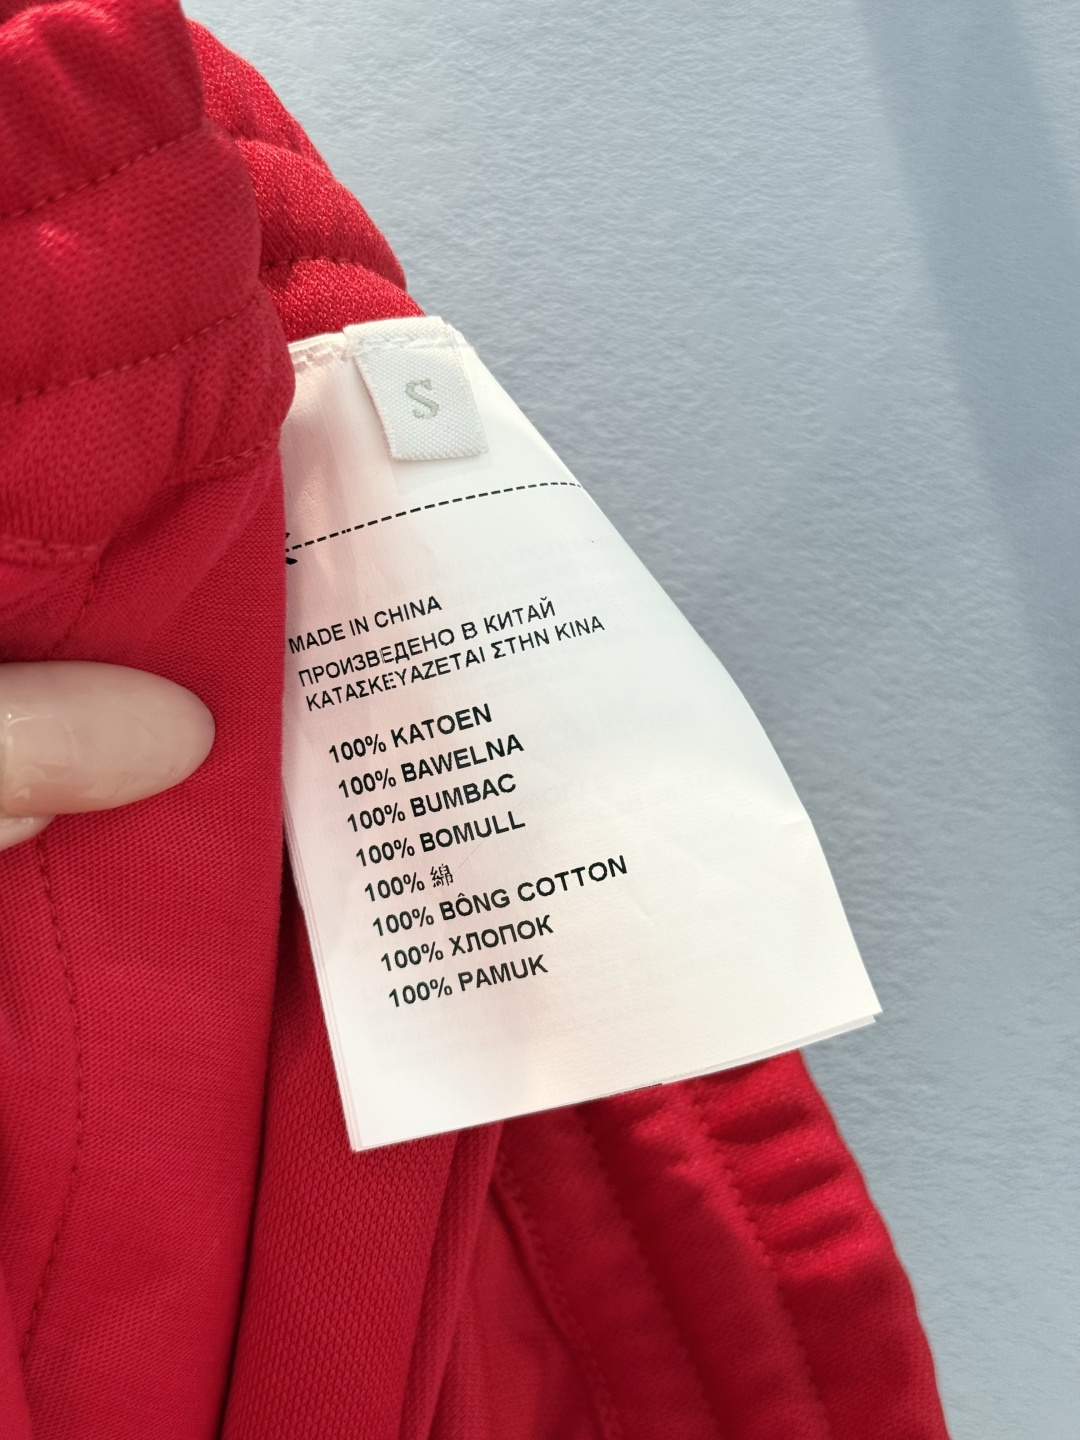 S
MADE IN CHINA
ПРОИЗВЕДЕНО В КИТАЙ
ΚΑΤΑΣΚΕΥΑΖΕΤΑΙ ΣΤΗΝ ΚΙΝΑ
100% KATOEN
100% BAWELNA
100% BUMBAC
100% BOMULL
100% 綿
100% BÔNG COTTON
100% ХЛОПОК
100% PAMUK